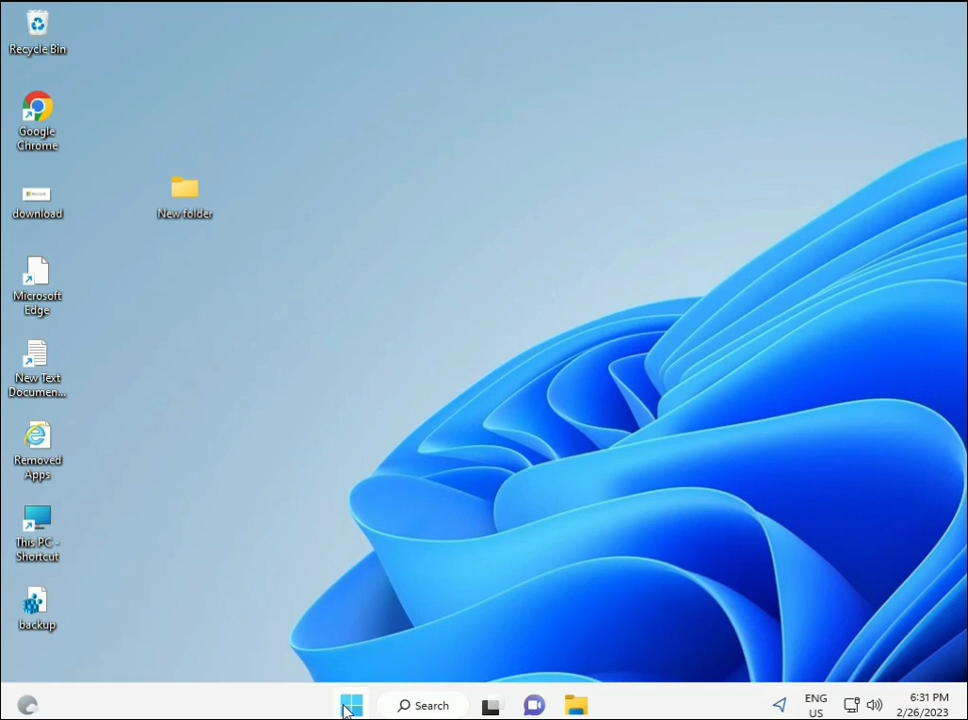 Recycle Bin
Google
Chrome
download
New folder
Microsoft
Edge
New Text
Documen...
Removed
Apps
This PC -
Shortcut
backup
Search
ENG
US
6:31 PM
2/26/2023